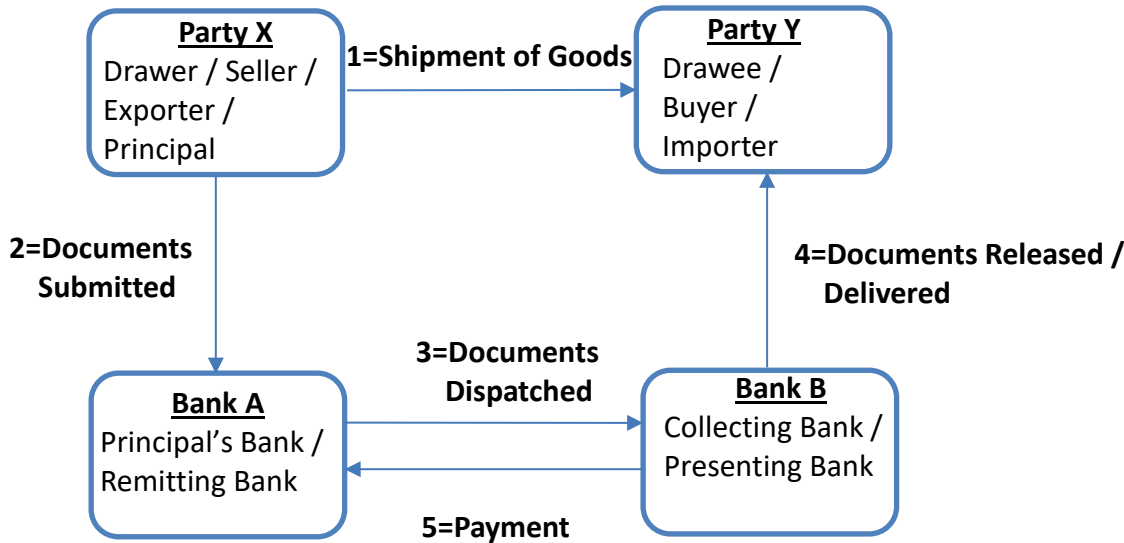 Party X
Drawer / Seller /
Exporter /
Principal
1=Shipment of Goods
Party Y
Drawee /
Buyer /
Importer
2=Documents
Submitted
4=Documents Released /
Delivered
3=Documents
Dispatched
Bank A
Principal’s Bank /
Remitting Bank
Bank B
Collecting Bank /
Presenting Bank
5=Payment